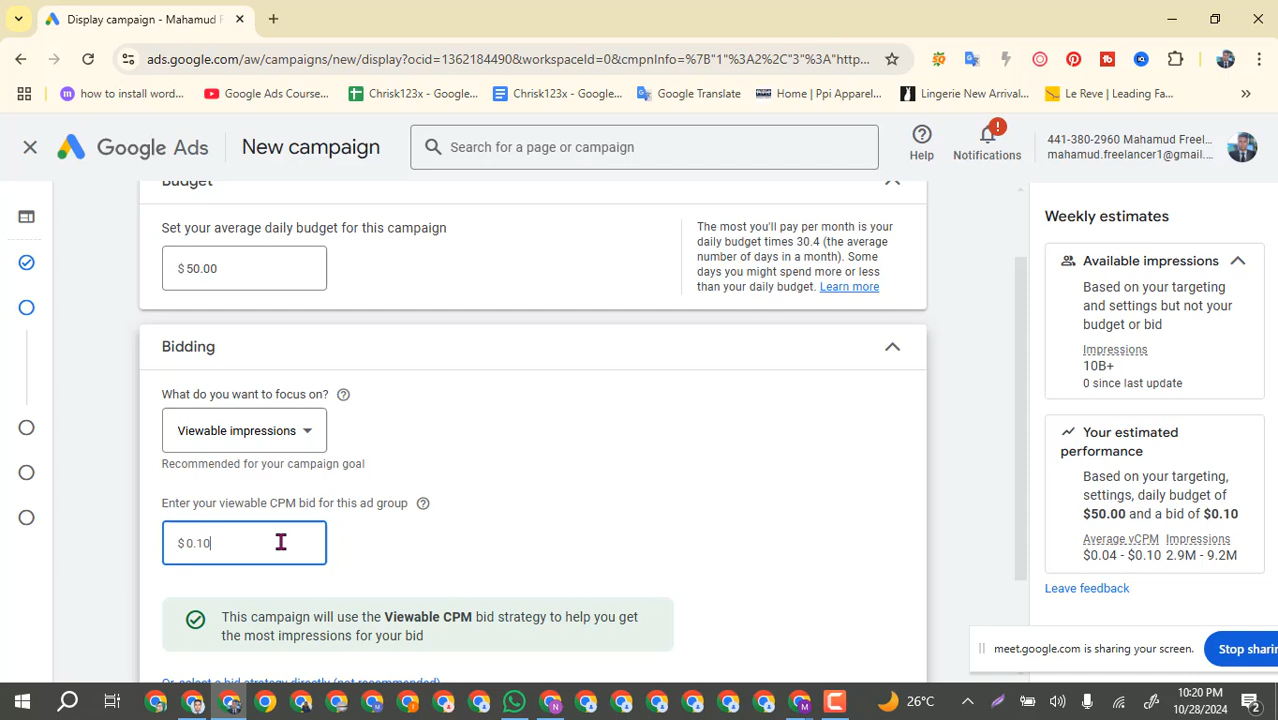 Display campaign - Mahamud Fr
ads.google.com/aw/campaigns/new/display?ocid=1362184490&workspaceId=0&cmpnInfo=%7B"1"%3A2%2C"3"%3A"http...
how to install word...
Google Ads Course...
Chrisk123x - Google...
Chrisk123x – Google...
Google Translate
Home | Ppi Apparel...
Lingerie New Arrival...
Le Reve | Leading Fa...
Google Ads
New campaign
Search for a page or campaign
Help
Notifications
441-380-2960 Mahamud Freel...
mahamud.freelancer1@gmail....
Budget
Set your average daily budget for this campaign
$ 50.00
The most you'll pay per month is your
daily budget times 30.4 (the average
number of days in a month). Some
days you might spend more or less
than your daily budget. Learn more
Bidding
What do you want to focus on?
Viewable impressions
Recommended for your campaign goal
Enter your viewable CPM bid for this ad group
$ 0.10
This campaign will use the Viewable CPM bid strategy to help you get
the most impressions for your bid
Or, select a bid strategy directly (not recommended)
Weekly estimates
Available impressions
Based on your targeting
and settings but not your
budget or bid
Impressions
10B+
0 since last update
Your estimated
performance
Based on your targeting,
settings, daily budget of
$50.00 and a bid of $0.10
Average vCPM Impressions
$0.04 - $0.10 2.9M - 9.2M
Leave feedback
meet.google.com is sharing your screen.
Stop sharin
26°C
10:20 PM
10/28/2024
2